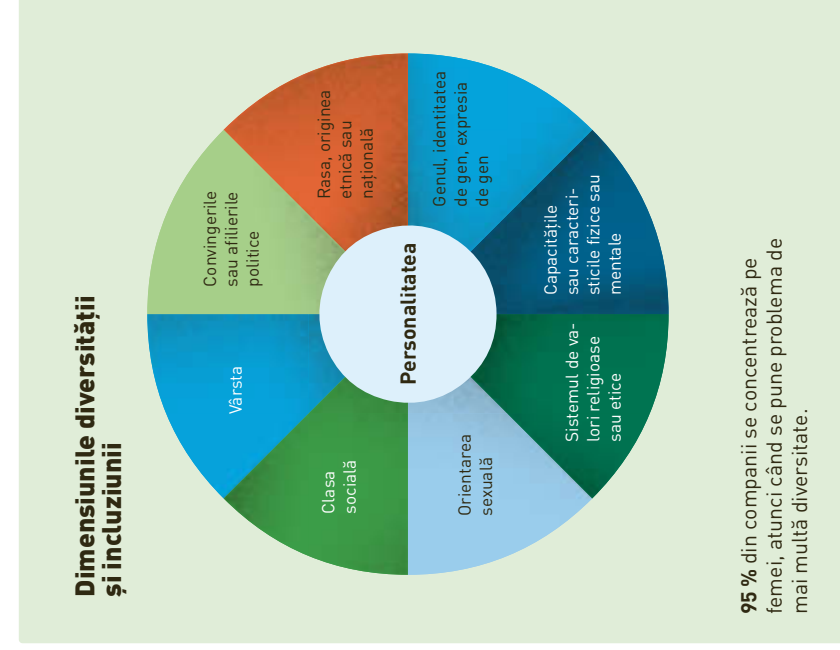 Dimensiunile diversității
și incluziunii
Vârsta
Convingerile
sau afilierile
politice
Rasa, originea
etnică sau
națională
Genul, identitatea
de gen, expresia
de gen
Capacitățile
sau caracteri-
sticile fizice sau
mentale
Sistemul de va-
lori religioase
sau etice
Orientarea
sexuală
Clasa
socială
Personalitatea
95 % din companii se concentrează pe
femei, atunci când se pune problema de
mai multă diversitate.